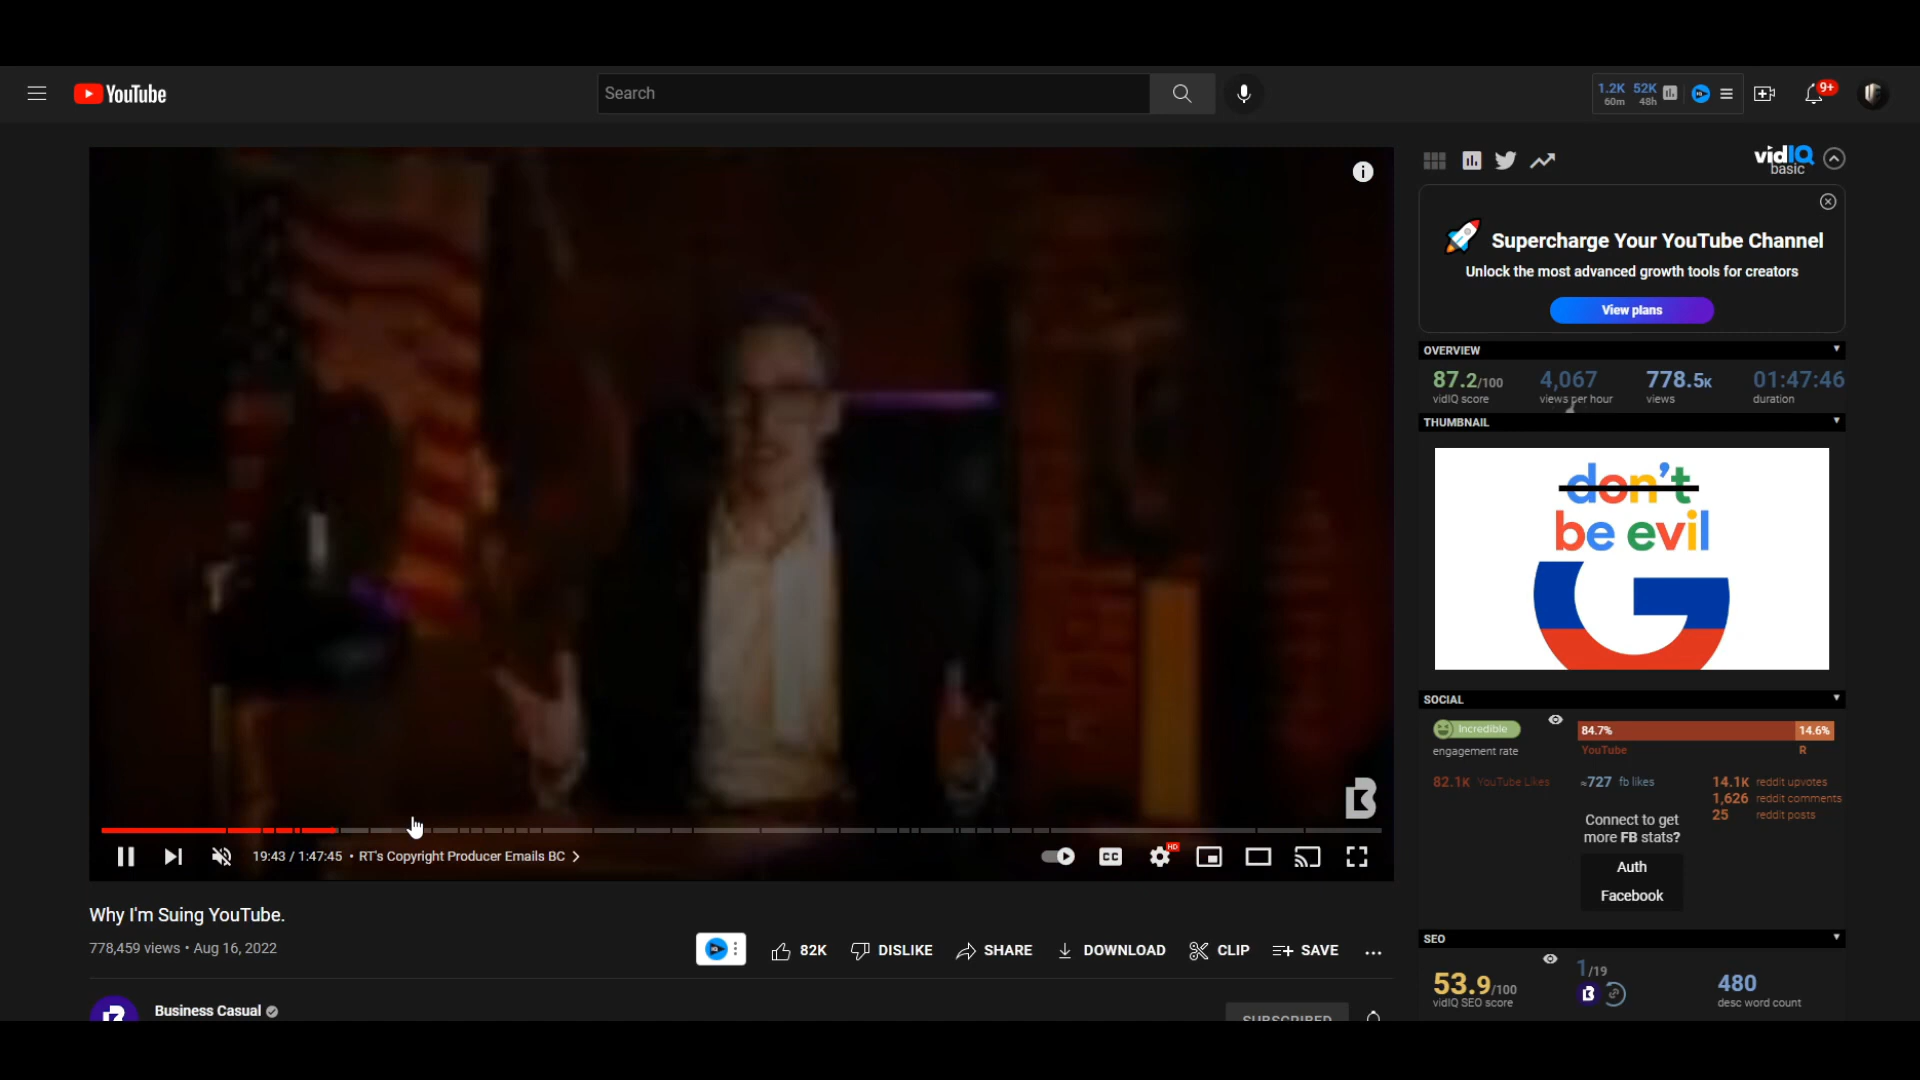 YouTube
Search
1.2K 52K
60m 48h
9+
vidIQ
basic
Supercharge Your YouTube Channel
Unlock the most advanced growth tools for creators
View plans
OVERVIEW
87.2/100 4,067 778.5K 01:47:46
vidIQ score views per hour views duration
THUMBNAIL
don't
be evil
SOCIAL
Incredible 84.7% 14.6%
engagement rate YouTube R
82.1K YouTube Likes ≈727 fb likes 14.1K reddit upvotes
1,626 reddit comments
25 reddit posts
Connect to get
more FB stats?
Auth
Facebook
SEO
53.9/100 1/19 480
vidIQ SEO score desc word count
19:43 / 1:47:45 • RT's Copyright Producer Emails BC
CC HD
Why I'm Suing YouTube.
778,459 views • Aug 16, 2022
82K DISLIKE SHARE DOWNLOAD CLIP SAVE ...
Business Casual
SUBSCRIBED